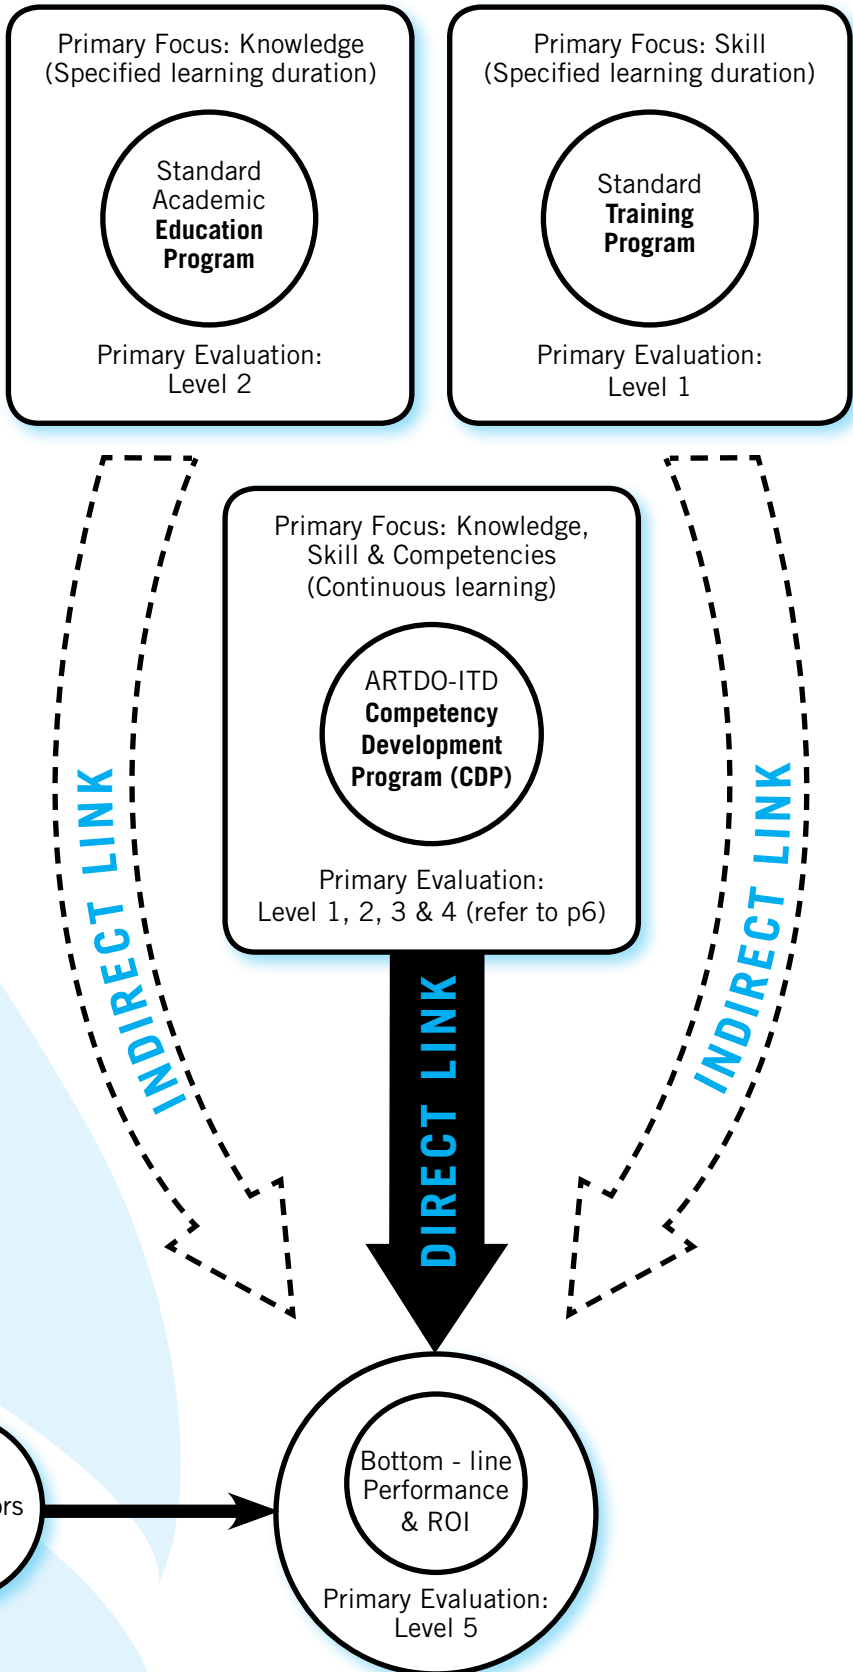 Primary Focus: Knowledge
(Specified learning duration)
Standard
Academic
Education
Program
Primary Evaluation:
Level 2
Primary Focus: Skill
(Specified learning duration)
Standard
Training
Program
Primary Evaluation:
Level 1
Primary Focus: Knowledge,
Skill & Competencies
(Continuous learning)
ARTDO-ITD
Competency
Development
Program (CDP)
Primary Evaluation:
Level 1, 2, 3 & 4 (refer to p6)
INDIRECT LINK
DIRECT LINK
INDIRECT LINK
Bottom - line
Performance
& ROI
Primary Evaluation:
Level 5